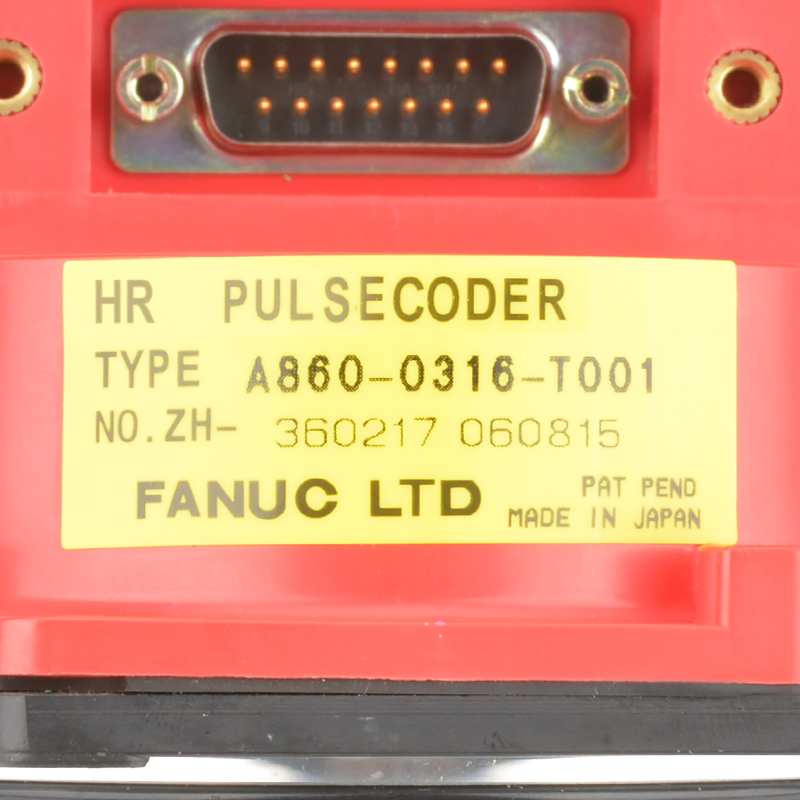 HR PULSECODER
TYPE A860-0316-T001
NO.ZH- 360217 060815
FANUC LTD
PAT PEND
MADE IN JAPAN